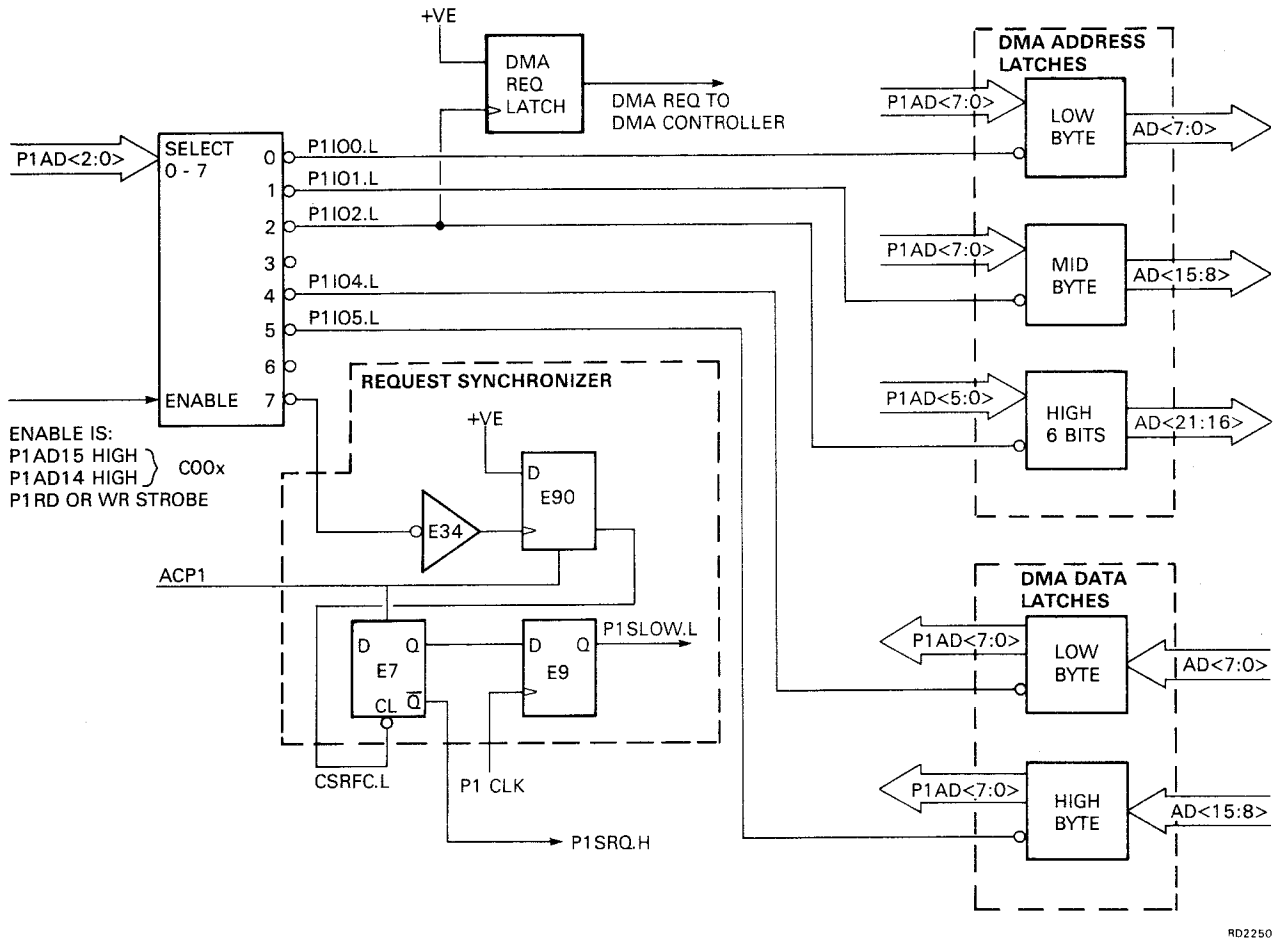 +VE
DMA
REQ
LATCH
DMA REQ TO
DMA CONTROLLER
DMA ADDRESS
LATCHES
P1AD<7:0>
LOW
BYTE
AD<7:0>
P1AD<2:0>
SELECT
0 - 7
0
P1IO0.L
1
P1IO1.L
2
P1IO2.L
3
4
P1IO4.L
5
P1IO5.L
6
7
ENABLE
P1AD<7:0>
MID
BYTE
AD<15:8>
P1AD<5:0>
HIGH
6 BITS
AD<21:16>
ENABLE IS:
P1AD15 HIGH
P1AD14 HIGH
C00x
P1RD OR WR STROBE
REQUEST SYNCHRONIZER
+VE
D
E90
E34
ACP1
D Q
E7
CL Q
D Q
E9
P1SLOW.L
CSRFC.L
P1 CLK
P1SRQ.H
DMA DATA
LATCHES
P1AD<7:0>
LOW
BYTE
AD<7:0>
P1AD<7:0>
HIGH
BYTE
AD<15:8>
RD2250